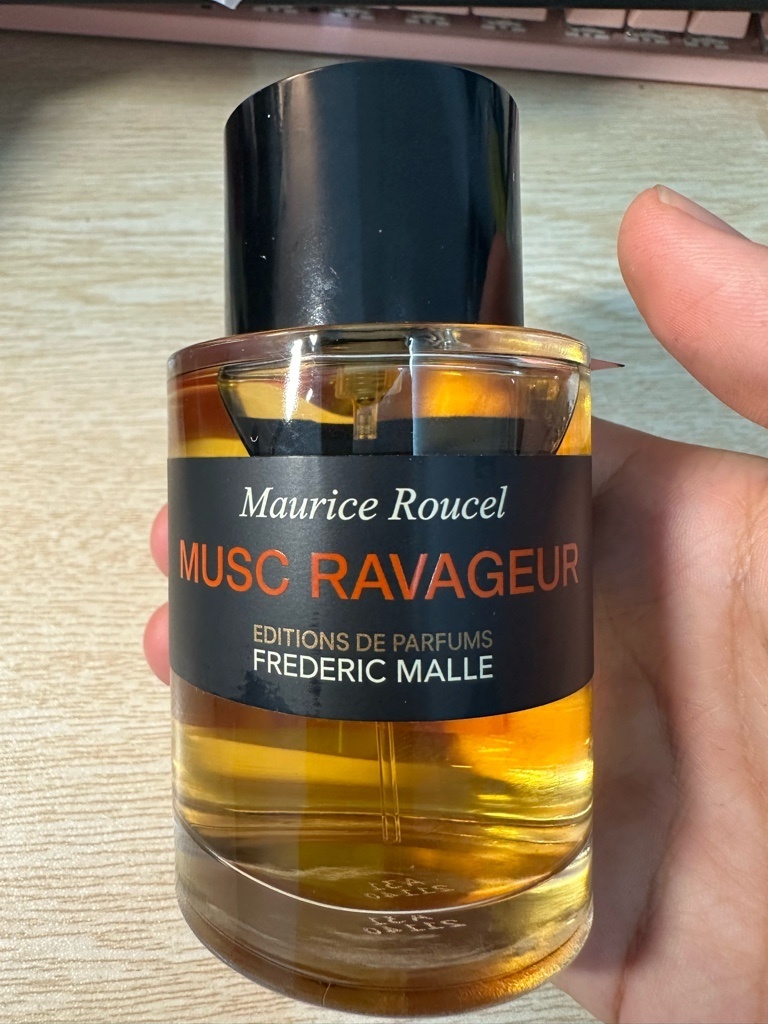 Maurice Roucel
MUSC RAVAGEUR
EDITIONS DE PARFUMS
FREDERIC MALLE